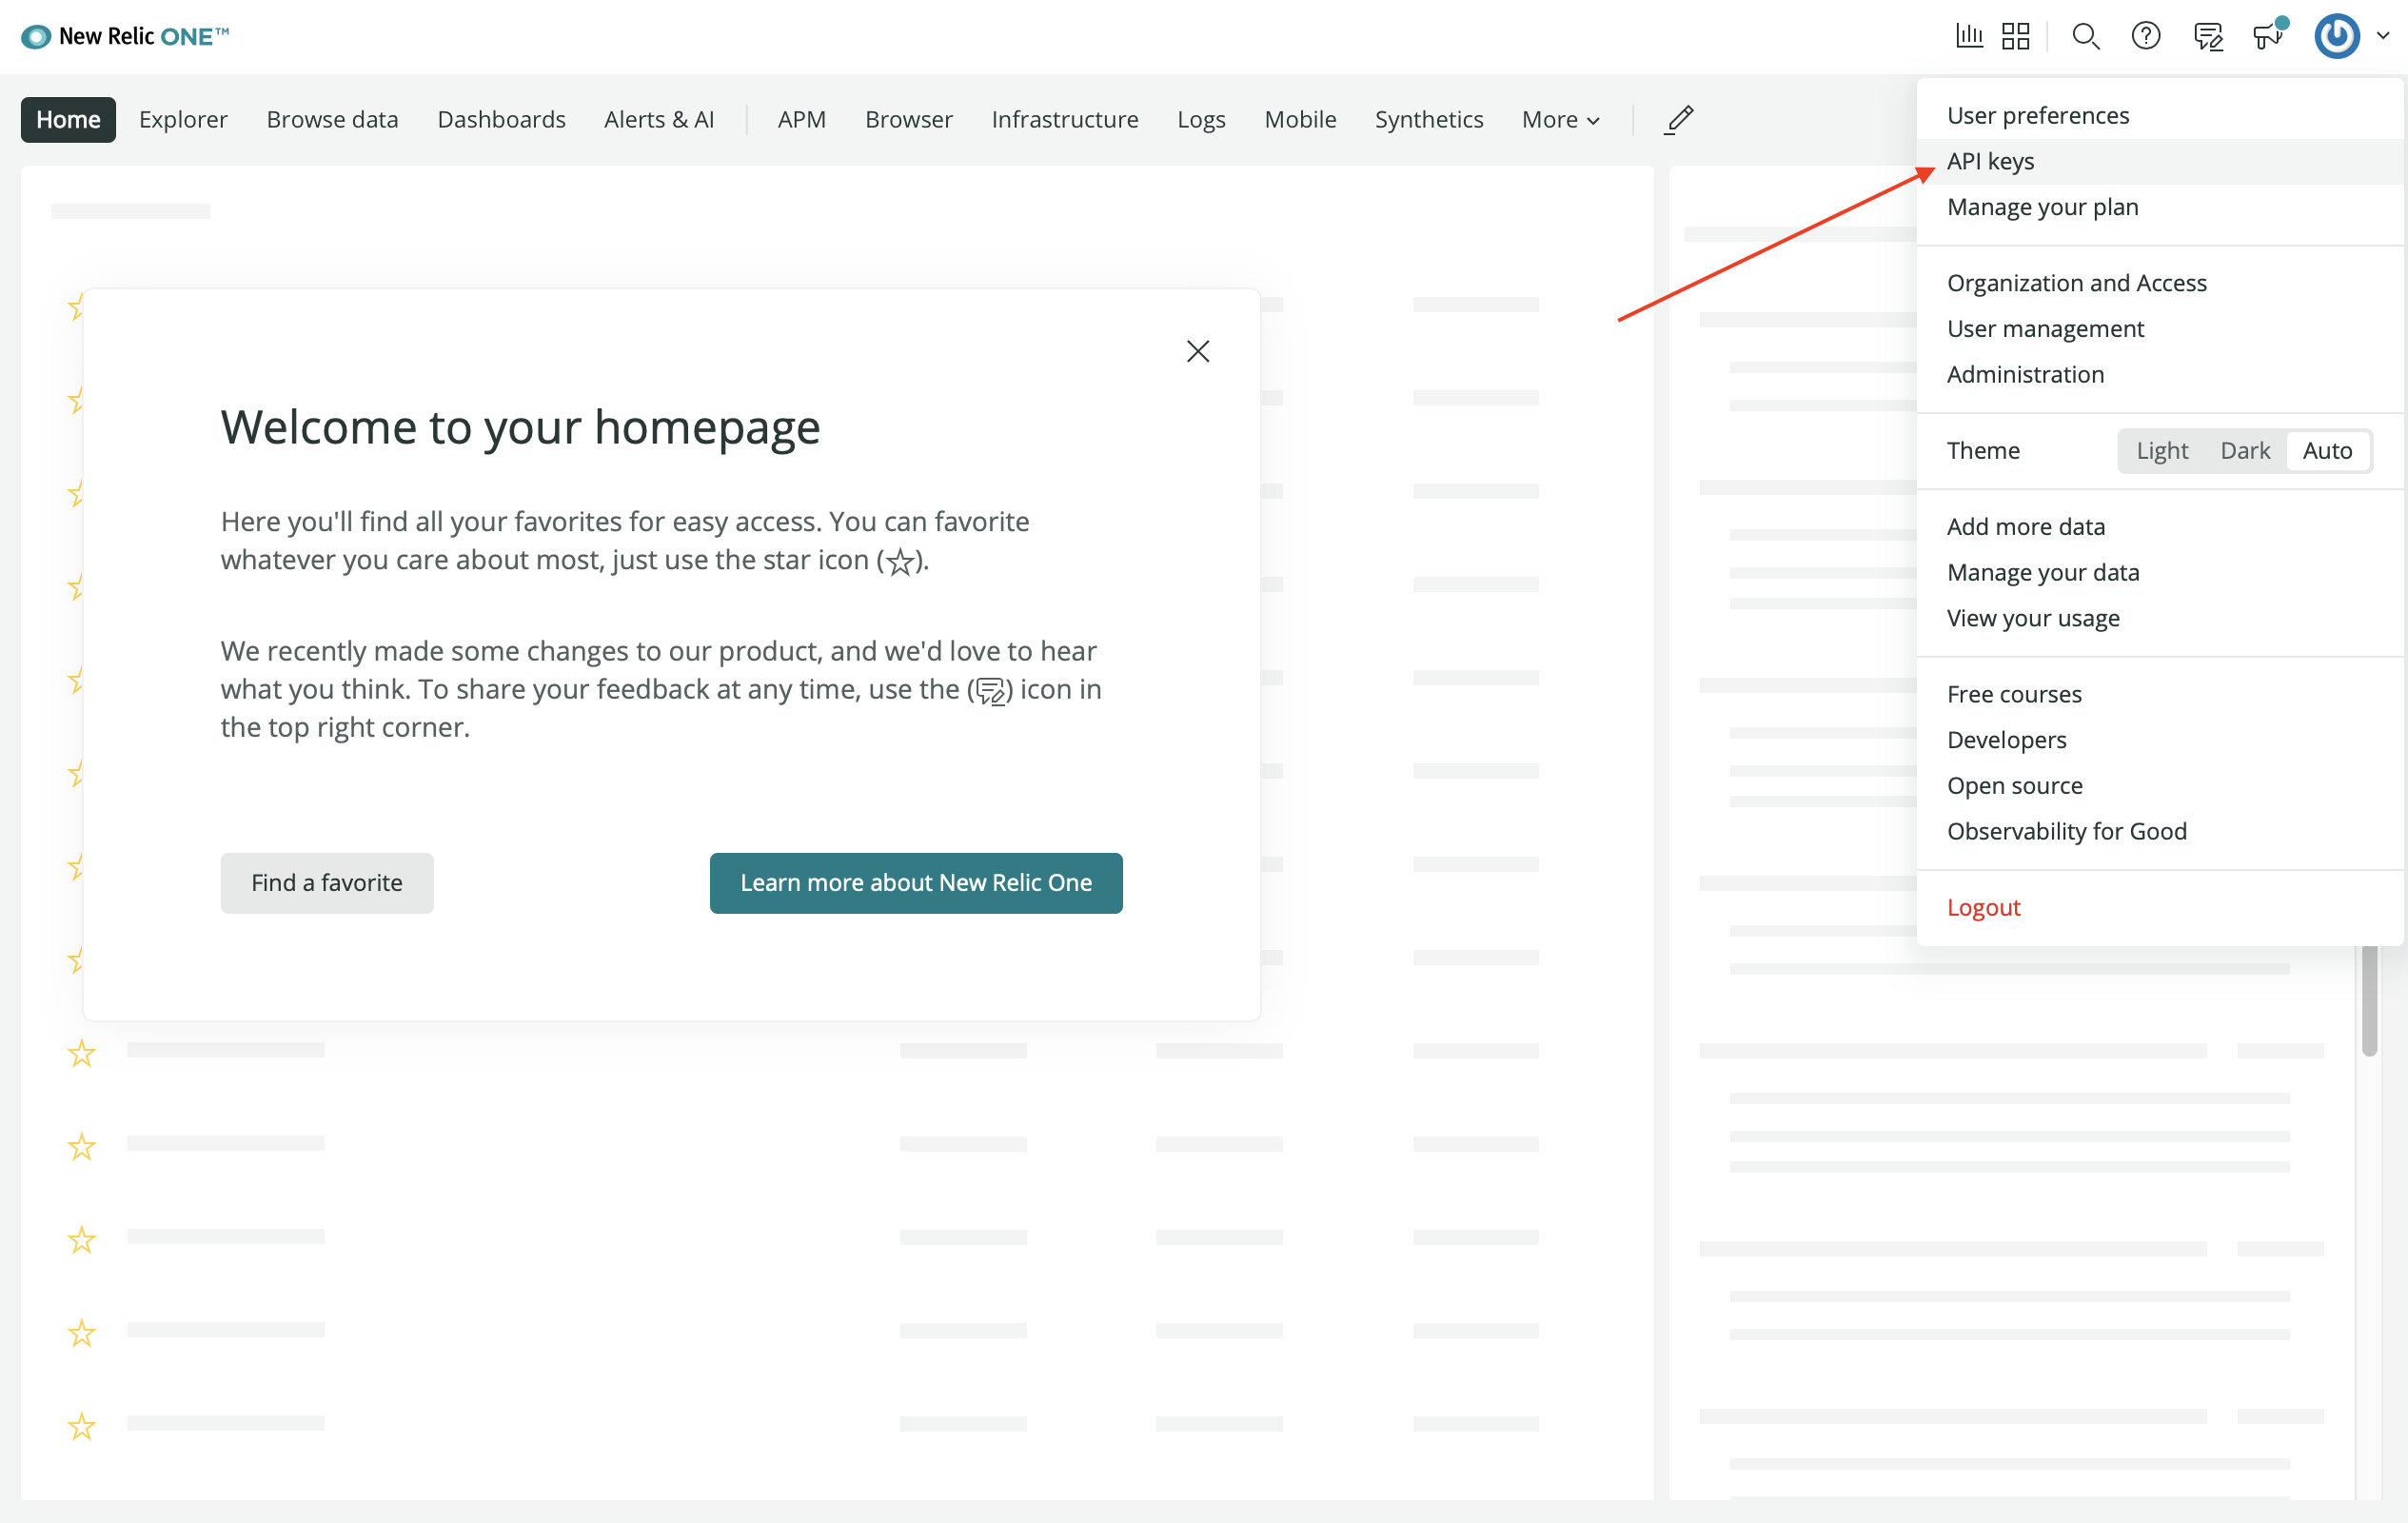 New Relic ONE™
Home Explorer Browse data Dashboards Alerts & AI APM Browser Infrastructure Logs Mobile Synthetics More
User preferences
API keys
Manage your plan
Organization and Access
User management
Administration
Theme Light Dark Auto
Add more data
Manage your data
View your usage
Free courses
Developers
Open source
Observability for Good
Logout
Welcome to your homepage
Here you'll find all your favorites for easy access. You can favorite
whatever you care about most, just use the star icon (☆).
We recently made some changes to our product, and we'd love to hear
what you think. To share your feedback at any time, use the () icon in
the top right corner.
Find a favorite
Learn more about New Relic One